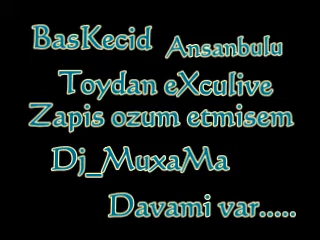 BasKecid Ansanbulu
Toydan eXculive
Zapis ozum etmisem
Dj_MuxaMa
Davami var.....